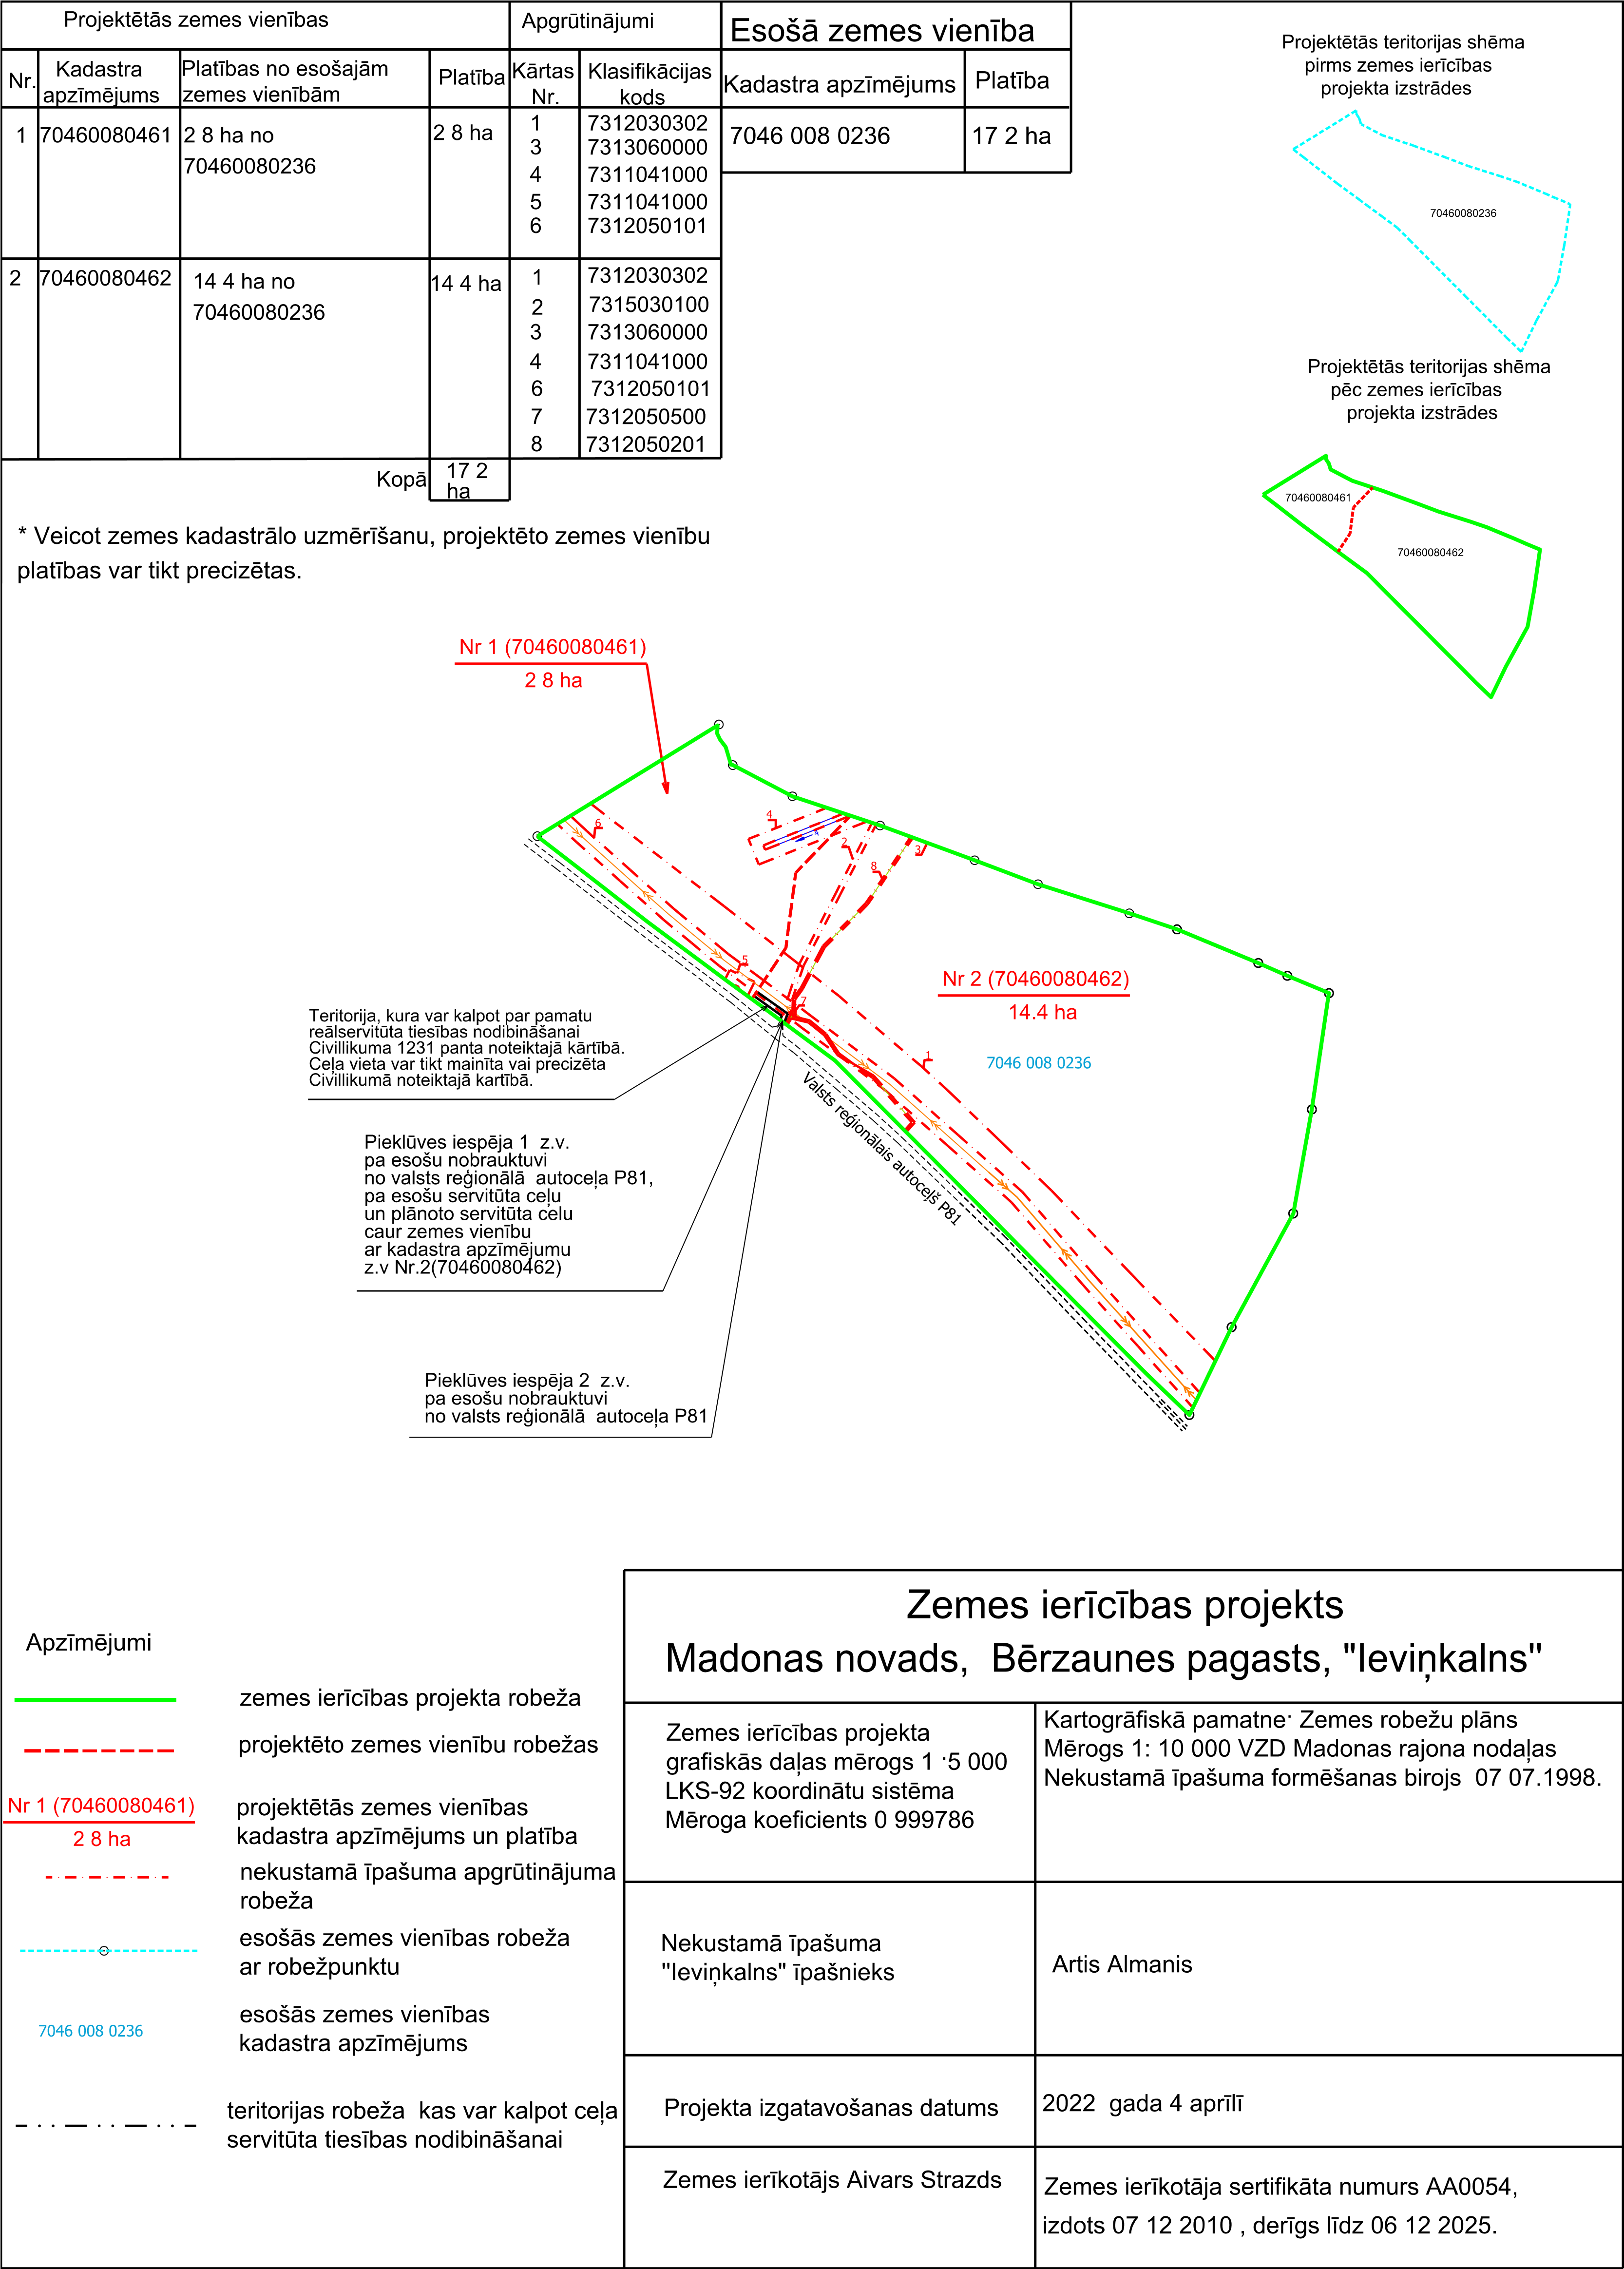 Projektētās zemes vienības
Apgrūtinājumi
Esošā zemes vienība
Nr.
Kadastra
apzīmējums
Platības no esošajām
zemes vienībām
Platība
Kārtas
Nr.
Klasifikācijas
kods
Kadastra apzīmējums
Platība
1
70460080461
2 8 ha no
70460080236
2 8 ha
1 7312030302
3 7313060000
4 7311041000
5 7311041000
6 7312050101
7046 008 0236
17 2 ha
2
70460080462
14 4 ha no
70460080236
14 4 ha
1 7312030302
2 7315030100
3 7313060000
4 7311041000
6 7312050101
7 7312050500
8 7312050201
Kopā
17 2
ha
* Veicot zemes kadastrālo uzmērīšanu, projektēto zemes vienību
platības var tikt precizētas.
Projektētās teritorijas shēma
pirms zemes ierīcības
projekta izstrādes
70460080236
Projektētās teritorijas shēma
pēc zemes ierīcības
projekta izstrādes
70460080461
70460080462
Nr 1 (70460080461)
2 8 ha
4
4
6
2
3
8
5
7
1
Nr 2 (70460080462)
14.4 ha
7046 008 0236
Valsts reģionālais autoceļš P81
Teritorija, kura var kalpot par pamatu
reālservitūta tiesības nodibināšanai
Civillikuma 1231 panta noteiktajā kārtībā.
Ceļa vieta var tikt mainīta vai precizēta
Civillikumā noteiktajā kartībā.
Piekļūves iespēja 1 z.v.
pa esošu nobrauktuvi
no valsts reģionālā autoceļa P81,
pa esošu servitūta ceļu
un plānoto servitūta celu
caur zemes vienību
ar kadastra apzīmējumu
z.v Nr.2(70460080462)
Piekļūves iespēja 2 z.v.
pa esošu nobrauktuvi
no valsts reģionālā autoceļa P81
Apzīmējumi
zemes ierīcības projekta robeža
projektēto zemes vienību robežas
Nr 1 (70460080461)
2 8 ha
projektētās zemes vienības
kadastra apzīmējums un platība
nekustamā īpašuma apgrūtinājuma
robeža
esošās zemes vienības robeža
ar robežpunktu
7046 008 0236
esošās zemes vienības
kadastra apzīmējums
teritorijas robeža kas var kalpot ceļa
servitūta tiesības nodibināšanai
Zemes ierīcības projekts
Madonas novads, Bērzaunes pagasts, "Ieviņkalns"
Zemes ierīcības projekta
grafiskās daļas mērogs 1 ·5 000
LKS-92 koordinātu sistēma
Mēroga koeficients 0 999786
Kartogrāfiskā pamatne· Zemes robežu plāns
Mērogs 1: 10 000 VZD Madonas rajona nodaļas
Nekustamā īpašuma formēšanas birojs 07 07.1998.
Nekustamā īpašuma
"Ieviņkalns" īpašnieks
Artis Almanis
Projekta izgatavošanas datums
2022 gada 4 aprīlī
Zemes ierīkotājs Aivars Strazds
Zemes ierīkotāja sertifikāta numurs AA0054,
izdots 07 12 2010 , derīgs līdz 06 12 2025.